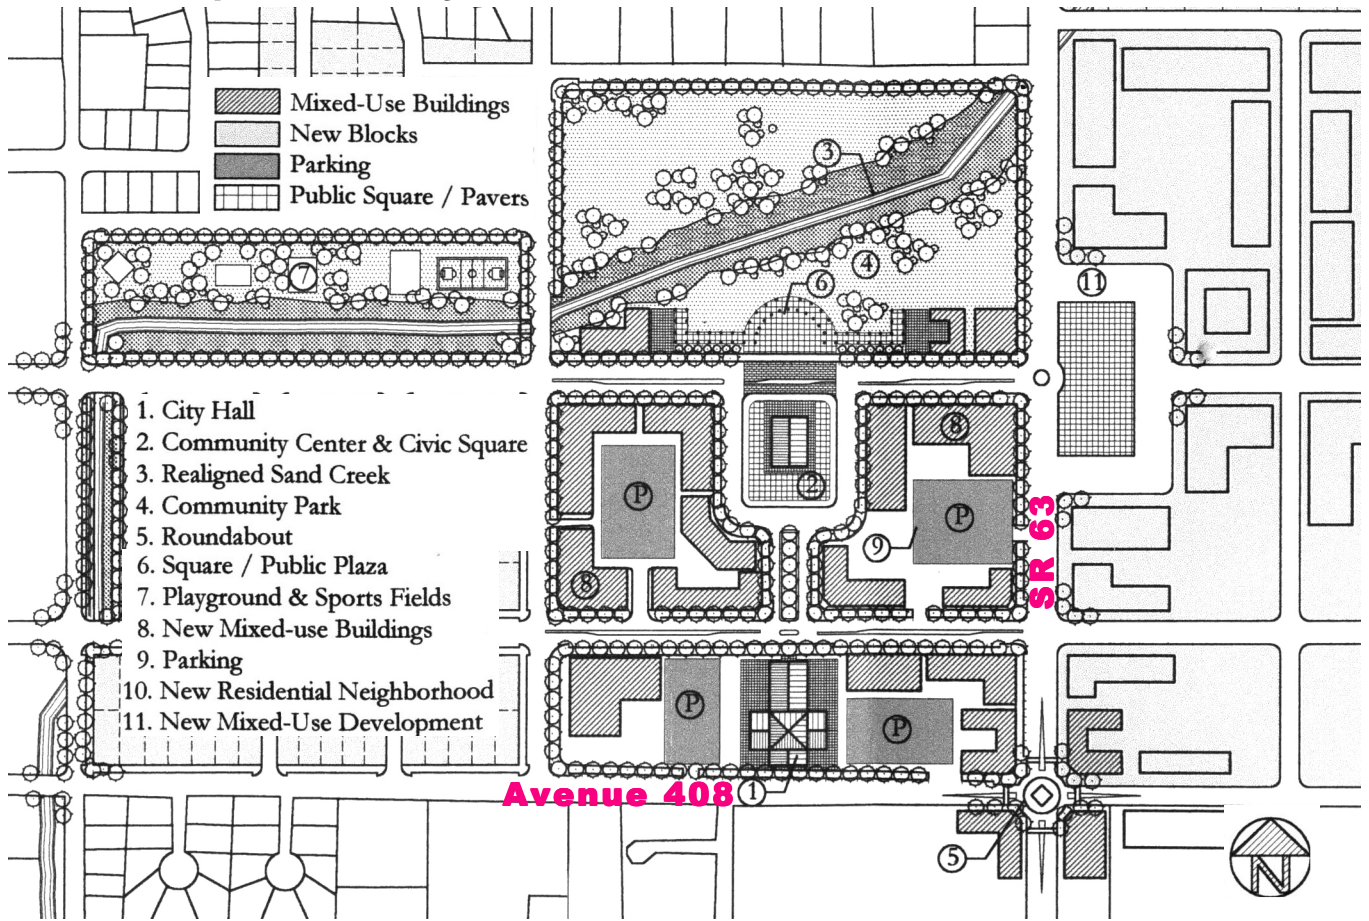 Mixed-Use Buildings
New Blocks
Parking
Public Square / Pavers
3
4
6
7
11
1. City Hall
2. Community Center & Civic Square
3. Realigned Sand Creek
4. Community Park
5. Roundabout
6. Square / Public Plaza
7. Playground & Sports Fields
8. New Mixed-use Buildings
9. Parking
10. New Residential Neighborhood
11. New Mixed-Use Development
8
P
2
P
9
8
SR 63
P
P
Avenue 408
1
5
N